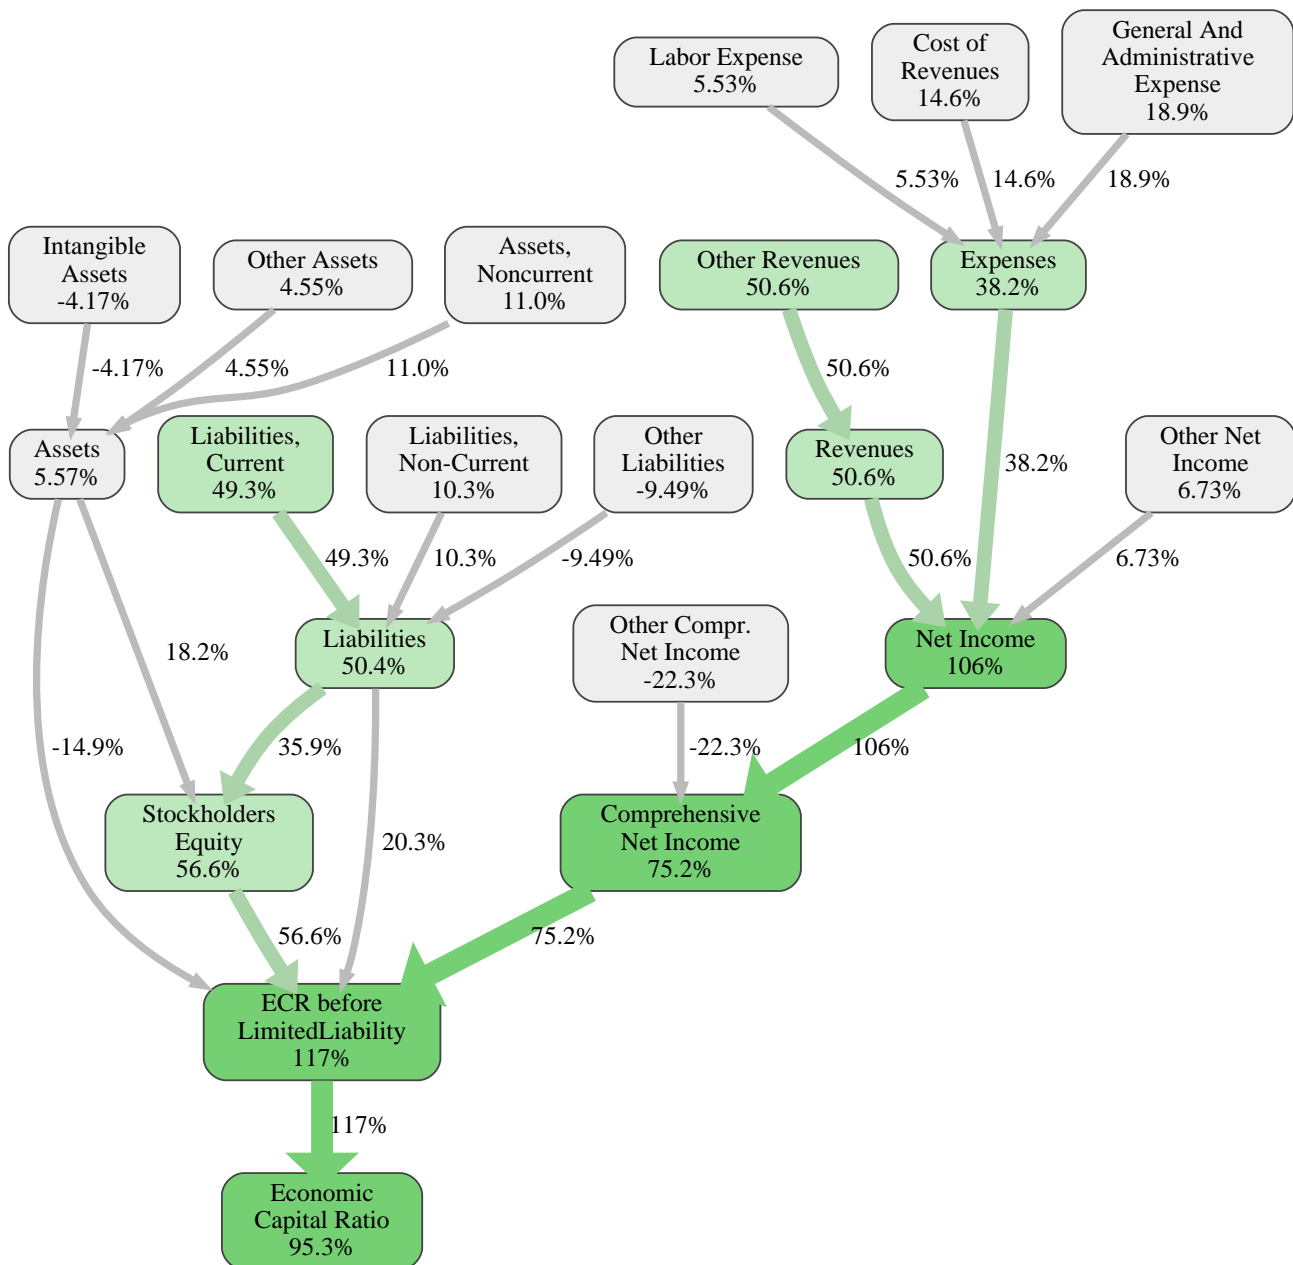 Labor Expense
5.53%
Cost of
Revenues
14.6%
General And
Administrative
Expense
18.9%
5.53%
14.6%
18.9%
Intangible
Assets
-4.17%
Other Assets
4.55%
Assets,
Noncurrent
11.0%
Other Revenues
50.6%
Expenses
38.2%
-4.17%
4.55%
11.0%
50.6%
Assets
5.57%
Liabilities,
Current
49.3%
Liabilities,
Non-Current
10.3%
Other
Liabilities
-9.49%
Revenues
50.6%
38.2%
Other Net
Income
6.73%
49.3%
10.3%
-9.49%
50.6%
6.73%
18.2%
Liabilities
50.4%
Other Compr.
Net Income
-22.3%
Net Income
106%
-14.9%
35.9%
-22.3%
106%
Stockholders
Equity
56.6%
20.3%
Comprehensive
Net Income
75.2%
56.6%
75.2%
ECR before
LimitedLiability
117%
117%
Economic
Capital Ratio
95.3%